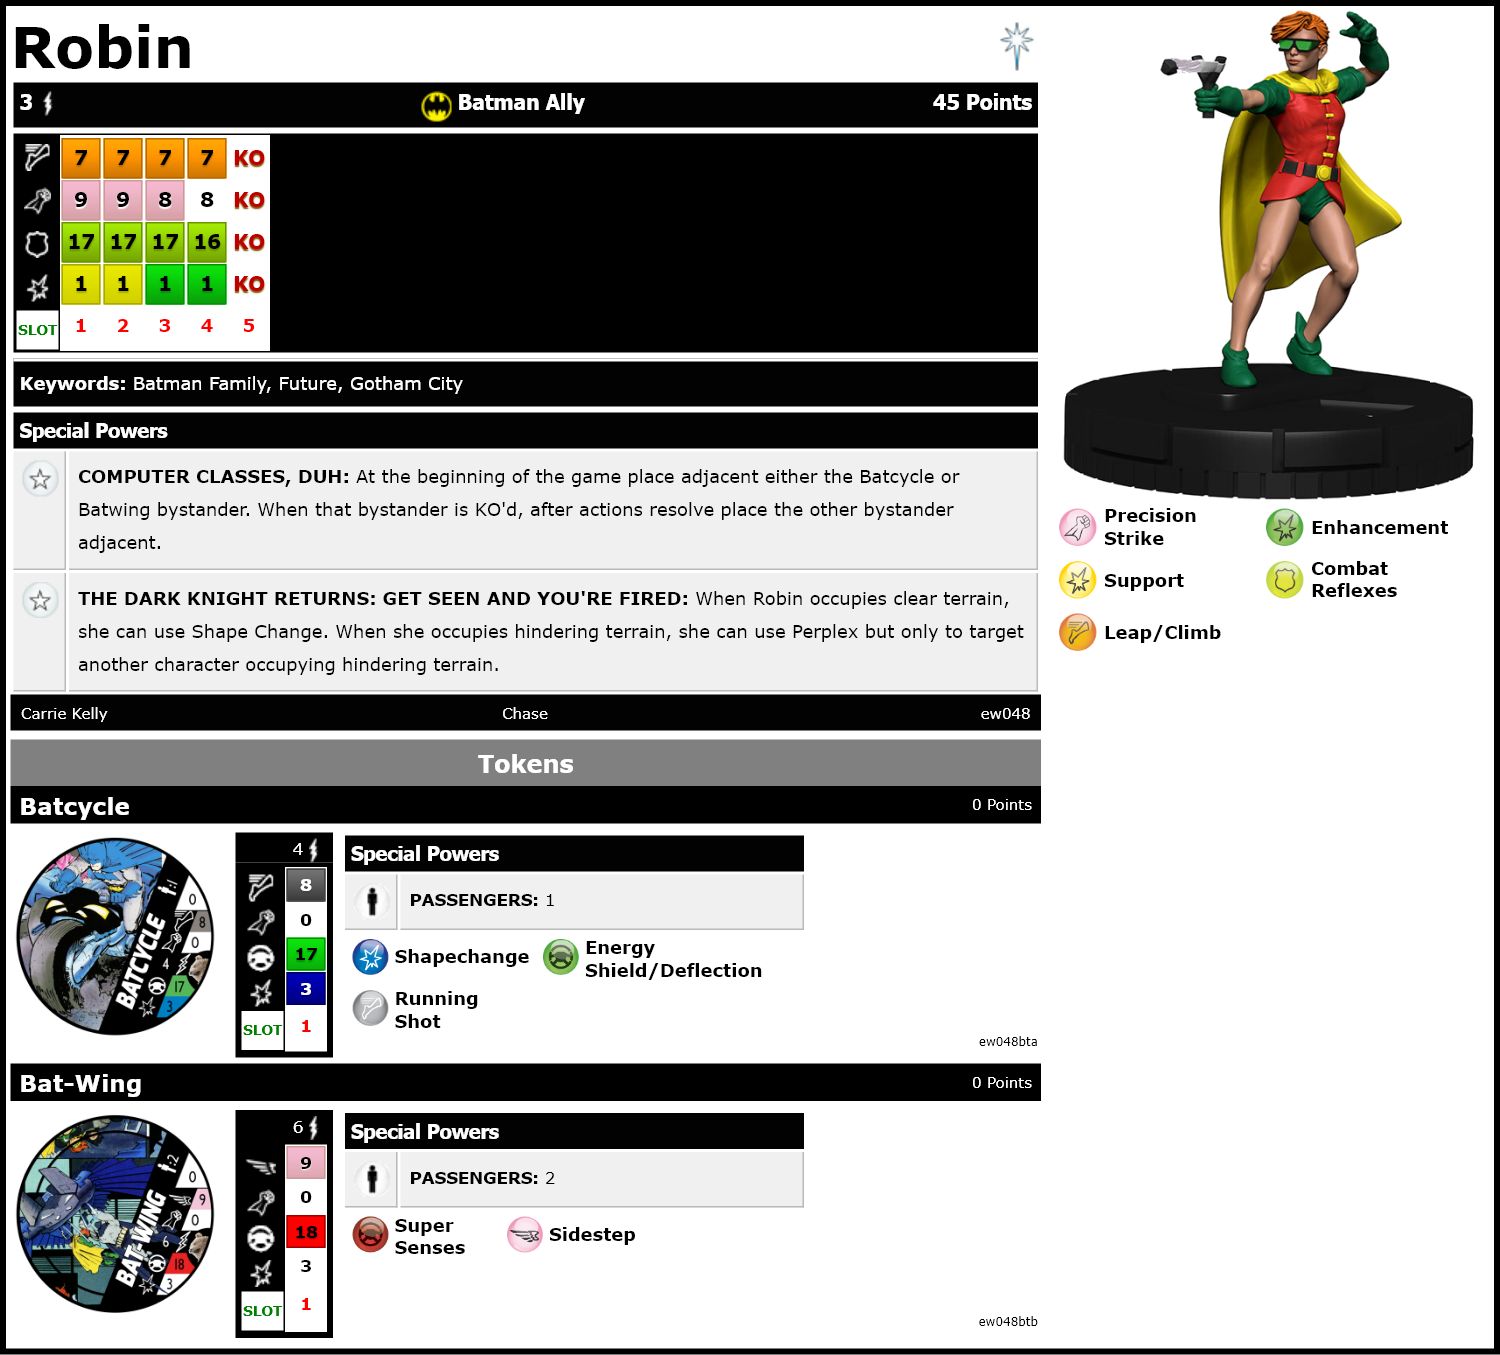 Robin
3 Batman Ally 45 Points
7 7 7 7 KO
9 9 8 8 KO
17 17 17 16 KO
1 1 1 1 KO
SLOT 1 2 3 4 5
Keywords: Batman Family, Future, Gotham City
Special Powers
COMPUTER CLASSES, DUH: At the beginning of the game place adjacent either the Batcycle or
Batwing bystander. When that bystander is KO'd, after actions resolve place the other bystander
adjacent.
THE DARK KNIGHT RETURNS: GET SEEN AND YOU'RE FIRED: When Robin occupies clear terrain,
she can use Shape Change. When she occupies hindering terrain, she can use Perplex but only to target
another character occupying hindering terrain.
Carrie Kelly Chase ew048
Precision
Strike
Enhancement
Support
Combat
Reflexes
Leap/Climb
Tokens
Batcycle 0 Points
BATCYCLE
:1
0
8
0
4
17
3
4
8
0
17
3
SLOT 1
Special Powers
PASSENGERS: 1
Shapechange
Energy
Shield/Deflection
Running
Shot
ew048bta
Bat-Wing 0 Points
BAT-WING
:2
0
9
0
6
18
3
6
9
0
18
3
SLOT 1
Special Powers
PASSENGERS: 2
Super
Senses
Sidestep
ew048btb